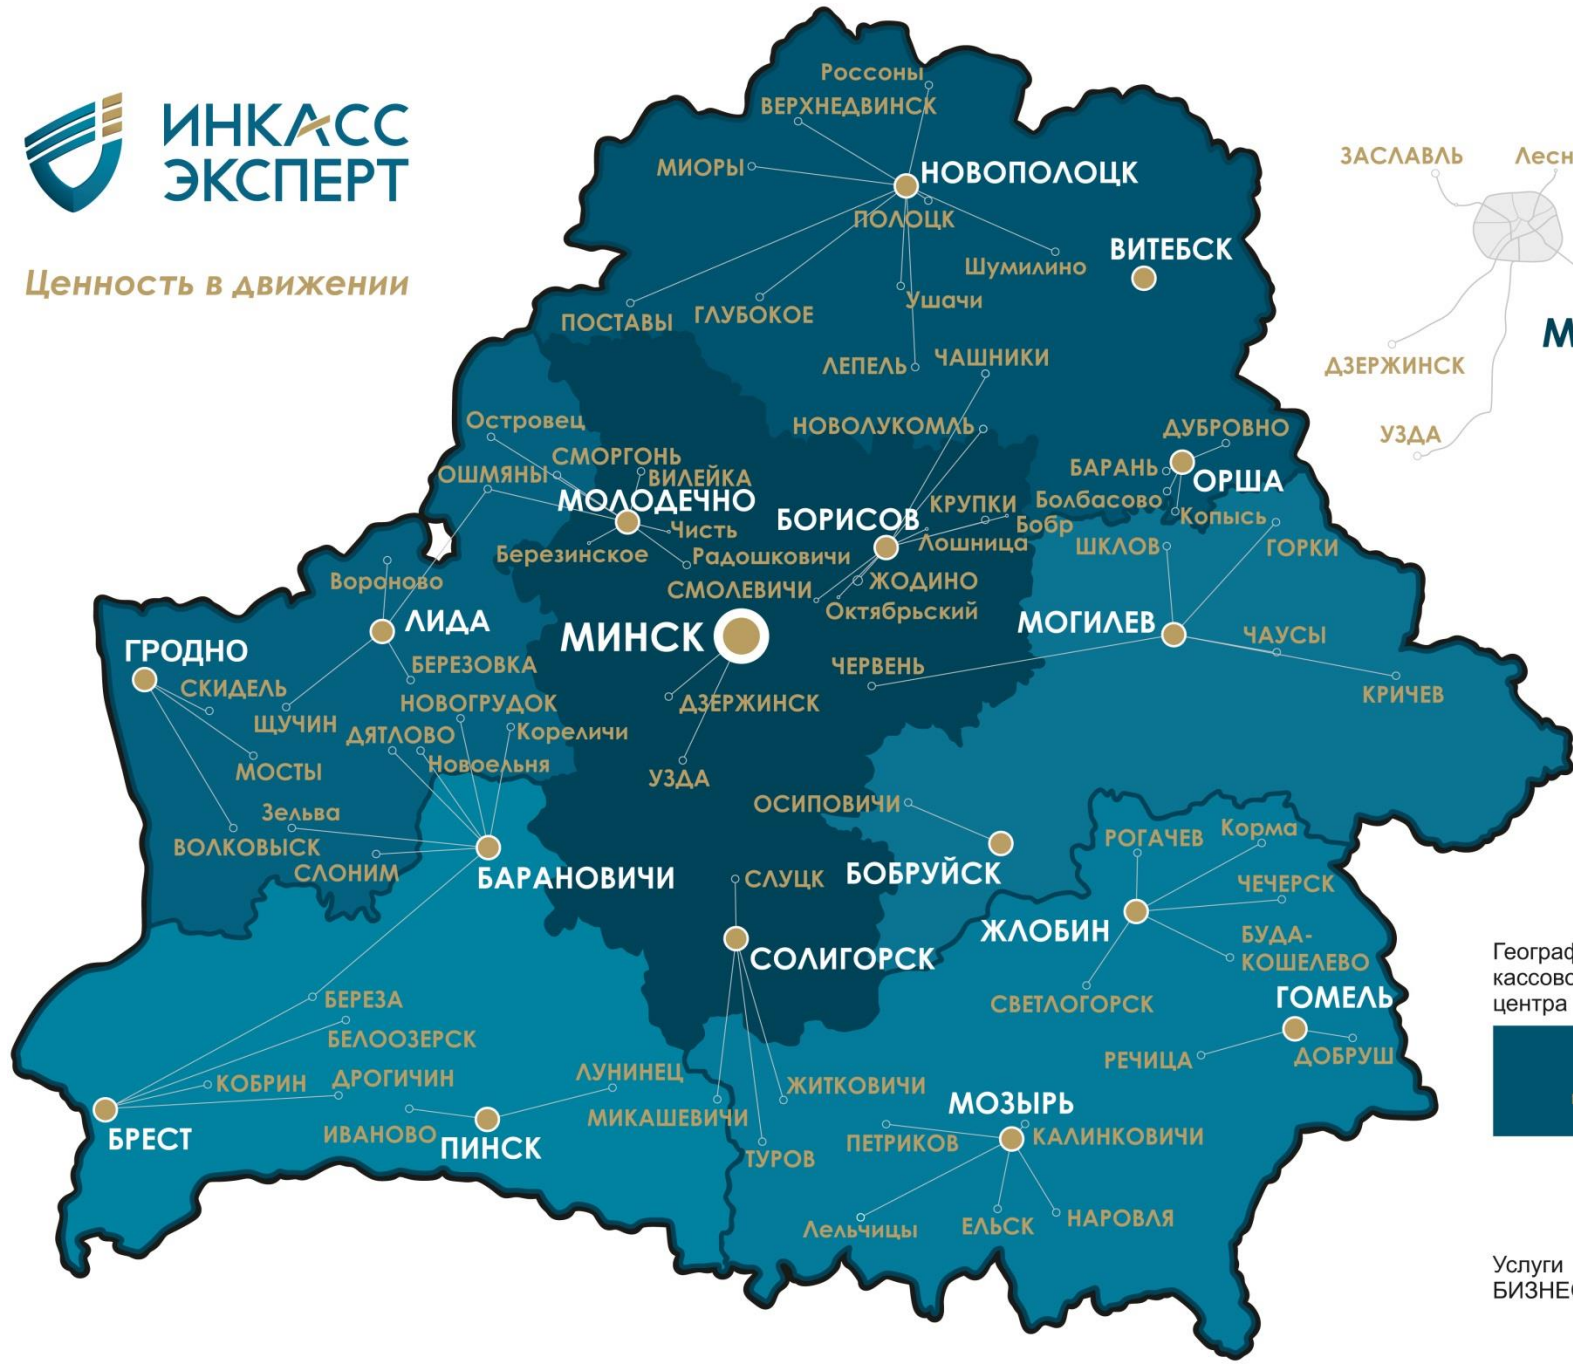 ИНКАСС
ЭКСПЕРТ
Ценность в движении
Россоны
ВЕРХНЕДВИНСК
МИОРЫ
НОВОПОЛОЦК
ПОЛОЦК
ВИТЕБСК
Шумилино
Ушачи
ПОСТАВЫ
ГЛУБОКОЕ
ЛЕПЕЛЬ
ЧАШНИКИ
НОВОЛУКОМЛЬ
ЗАСЛАВЛЬ
ДЗЕРЖИНСК
УЗДА
ДУБРОВНО
БАРАНЬ
ОРША
Болбасово
Копысь
Островец
СМОРГОНЬ
ОШМЯНЫ
ВИЛЕЙКА
МОЛОДЕЧНО
Чисть
Березинское
Радошковичи
БОРИСОВ
КРУПКИ
Бобр
Лошница
СМОЛЕВИЧИ
ЖОДИНО
Октябрьский
ШКЛОВ
ГОРКИ
МОГИЛЕВ
ЧАУСЫ
ЧЕРВЕНЬ
КРИЧЕВ
Вороново
ЛИДА
ГРОДНО
СКИДЕЛЬ
БЕРЕЗОВКА
ЩУЧИН
НОВОГРУДОК
ДЯТЛОВО
Кореличи
Новоельня
МОСТЫ
Зельва
ВОЛКОВЫСК
СЛОНИМ
БАРАНОВИЧИ
МИНСК
ДЗЕРЖИНСК
УЗДА
ОСИПОВИЧИ
БОБРУЙСК
СЛУЦК
СОЛИГОРСК
РОГАЧЕВ
Корма
ЧЕЧЕРСК
ЖЛОБИН
БУДА-
КОШЕЛЕВО
СВЕТЛОГОРСК
ГОМЕЛЬ
РЕЧИЦА
ДОБРУШ
БЕРЕЗА
БЕЛООЗЕРСК
КОБРИН
ДРОГИЧИН
ЛУНИНЕЦ
БРЕСТ
ИВАНОВО
ПИНСК
МИКАШЕВИЧИ
ЖИТКОВИЧИ
ТУРОВ
МОЗЫРЬ
ПЕТРИКОВ
КАЛИНКОВИЧИ
Лельчицы
ЕЛЬСК
НАРОВЛЯ
центра
Услуги